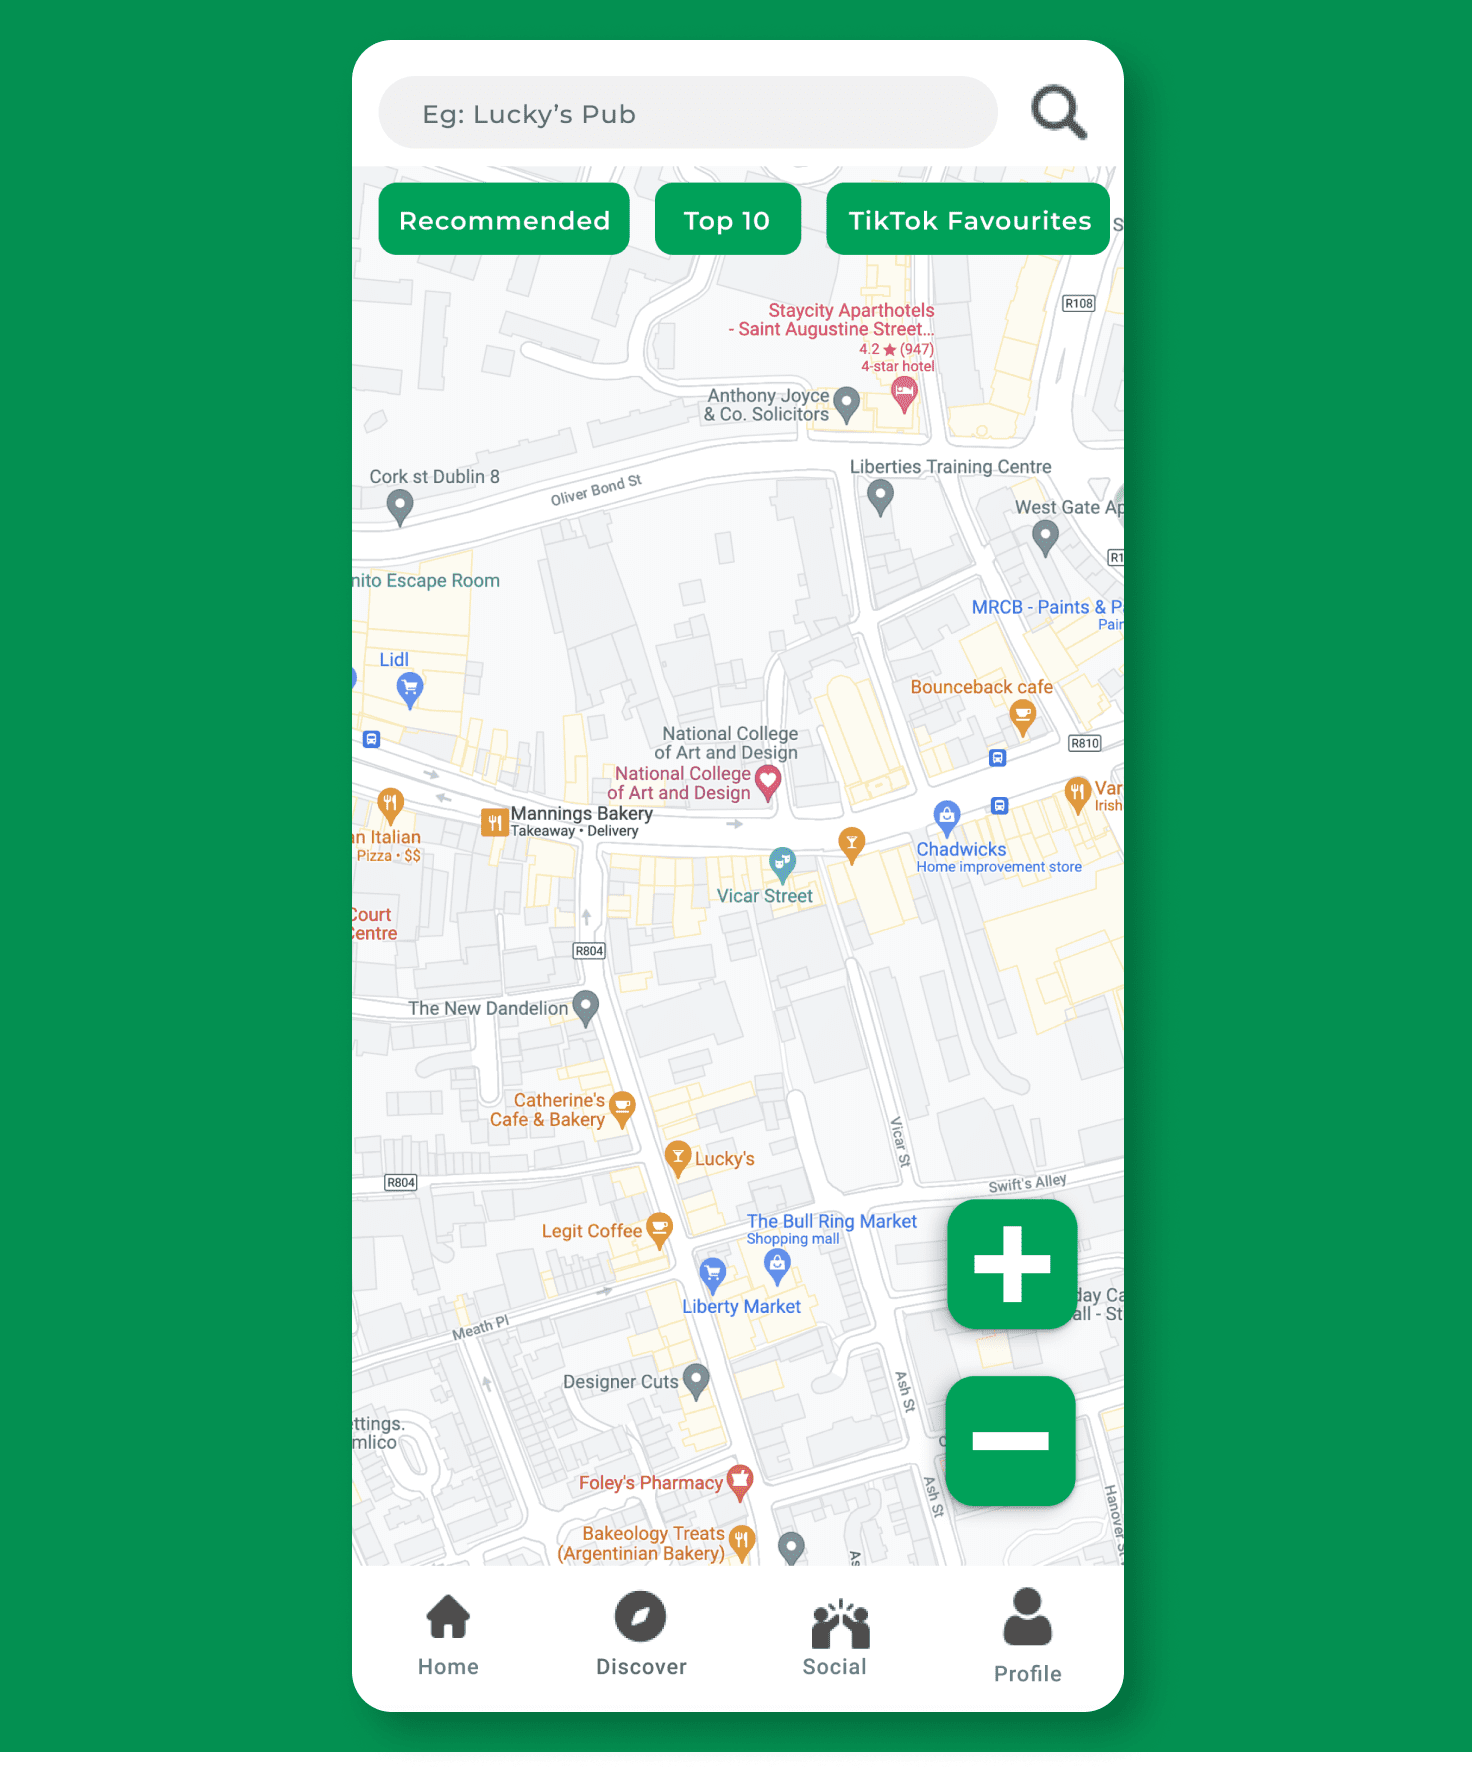 Eg: Lucky’s Pub
Recommended
Top 10
TikTok Favourites
S
R108
Staycity Aparthotels
- Saint Augustine Street...
4.2 ★ (947)
4-star hotel
Anthony Joyce
& Co. Solicitors
Liberties Training Centre
Cork st Dublin 8
Oliver Bond St
West Gate Ap
R1
nito Escape Room
MRCB - Paints & P
Pain
Lidl
Bounceback cafe
National College
of Art and Design
R810
National College
of Art and Design
Mannings Bakery
Takeaway • Delivery
Var
Irish
an Italian
Pizza • $$
Chadwicks
Home improvement store
Vicar Street
Court
Centre
R804
The New Dandelion
Catherine's
Cafe & Bakery
Vicar St
Lucky's
R804
Swift's Alley
Legit Coffee
The Bull Ring Market
Shopping mall
Liberty Market
day Ca
all - St
Meath Pl
Designer Cuts
Ash St
ettings.
mlico
Foley's Pharmacy
Ash St
Hanover St
Bakeology Treats
(Argentinian Bakery)
As
Home
Discover
Social
Profile